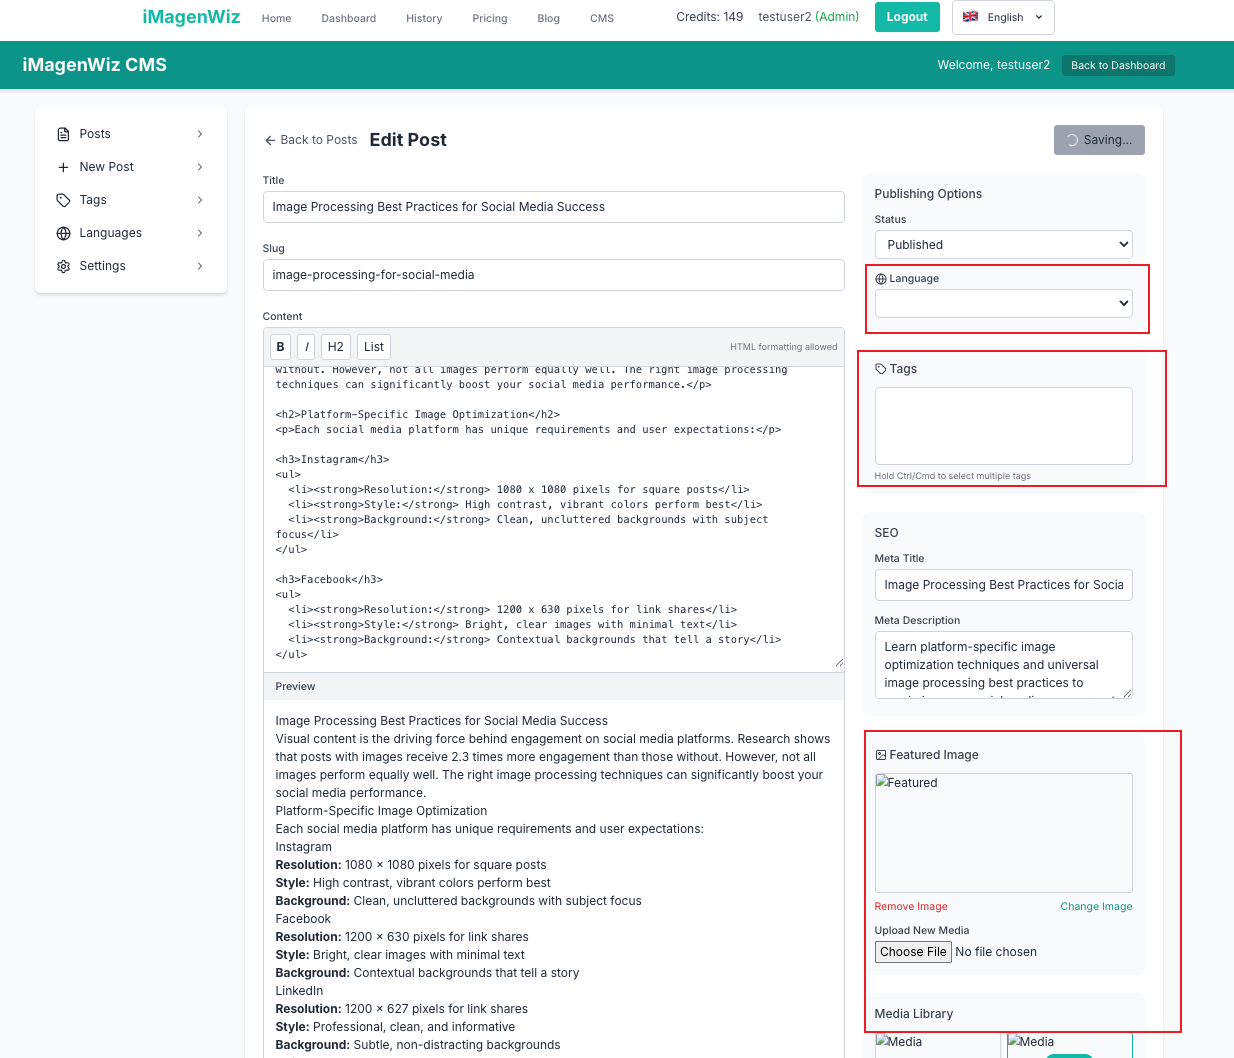 iMagenWiz
Home
Dashboard
History
Pricing
Blog
CMS
Credits: 149
testuser2 (Admin)
Logout
English
iMagenWiz CMS
Welcome, testuser2
Back to Dashboard
Posts
New Post
Tags
Languages
Settings
Back to Posts
Edit Post
Saving...
Title
Image Processing Best Practices for Social Media Success
Slug
image-processing-for-social-media
Content
B
I
H2
List
HTML formatting allowed
without. However, not all images perform equally well. The right image processing
techniques can significantly boost your social media performance.</p>
<h2>Platform-Specific Image Optimization</h2>
<p>Each social media platform has unique requirements and user expectations:</p>
<h3>Instagram</h3>
<ul>
<li><strong>Resolution:</strong> 1080 x 1080 pixels for square posts</li>
<li><strong>Style:</strong> High contrast, vibrant colors perform best</li>
<li><strong>Background:</strong> Clean, uncluttered backgrounds with subject
focus</li>
</ul>
<h3>Facebook</h3>
<ul>
<li><strong>Resolution:</strong> 1200 x 630 pixels for link shares</li>
<li><strong>Style:</strong> Bright, clear images with minimal text</li>
<li><strong>Background:</strong> Contextual backgrounds that tell a story</li>
</ul>
Preview
Image Processing Best Practices for Social Media Success
Visual content is the driving force behind engagement on social media platforms. Research shows
that posts with images receive 2.3 times more engagement than those without. However, not all
images perform equally well. The right image processing techniques can significantly boost your
social media performance.
Platform-Specific Image Optimization
Each social media platform has unique requirements and user expectations:
Instagram
Resolution: 1080 x 1080 pixels for square posts
Style: High contrast, vibrant colors perform best
Background: Clean, uncluttered backgrounds with subject focus
Facebook
Resolution: 1200 x 630 pixels for link shares
Style: Bright, clear images with minimal text
Background: Contextual backgrounds that tell a story
LinkedIn
Resolution: 1200 x 627 pixels for link shares
Style: Professional, clean, and informative
Background: Subtle, non-distracting backgrounds
Publishing Options
Status
Published
Language
Tags
Hold Ctrl/Cmd to select multiple tags
SEO
Meta Title
Image Processing Best Practices for Socia
Meta Description
Learn platform-specific image
optimization techniques and universal
image processing best practices to
Featured Image
Featured
Remove Image
Change Image
Upload New Media
Choose File No file chosen
Media Library
Media
Media